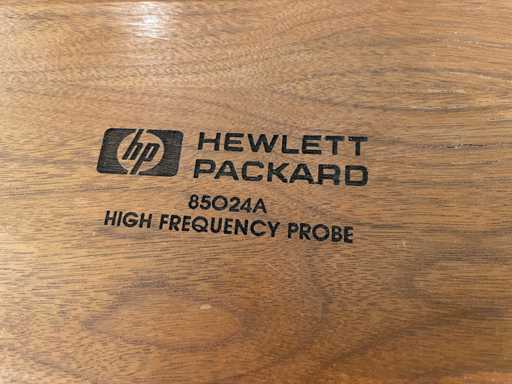 hp HEWLETT
PACKARD
85024A
HIGH FREQUENCY PROBE